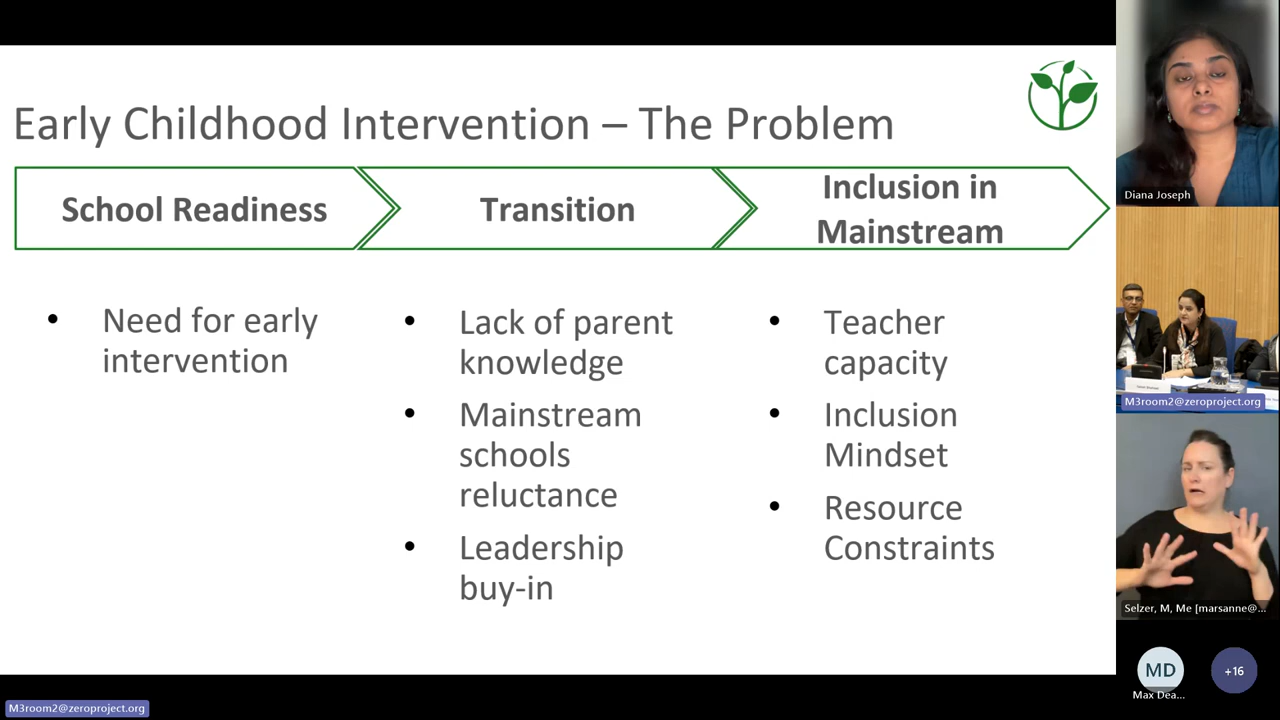 Early Childhood Intervention – The Problem
School Readiness
Transition
Inclusion in
Mainstream
• Need for early
intervention
• Lack of parent
knowledge
• Mainstream
schools
reluctance
• Leadership
buy-in
• Teacher
capacity
• Inclusion
Mindset
• Resource
Constraints
Diana Joseph
M3room2@zeroproject.org
Selzer, M, Me [marsanne@...
MD
Max Dea...
+16
M3room2@zeroproject.org